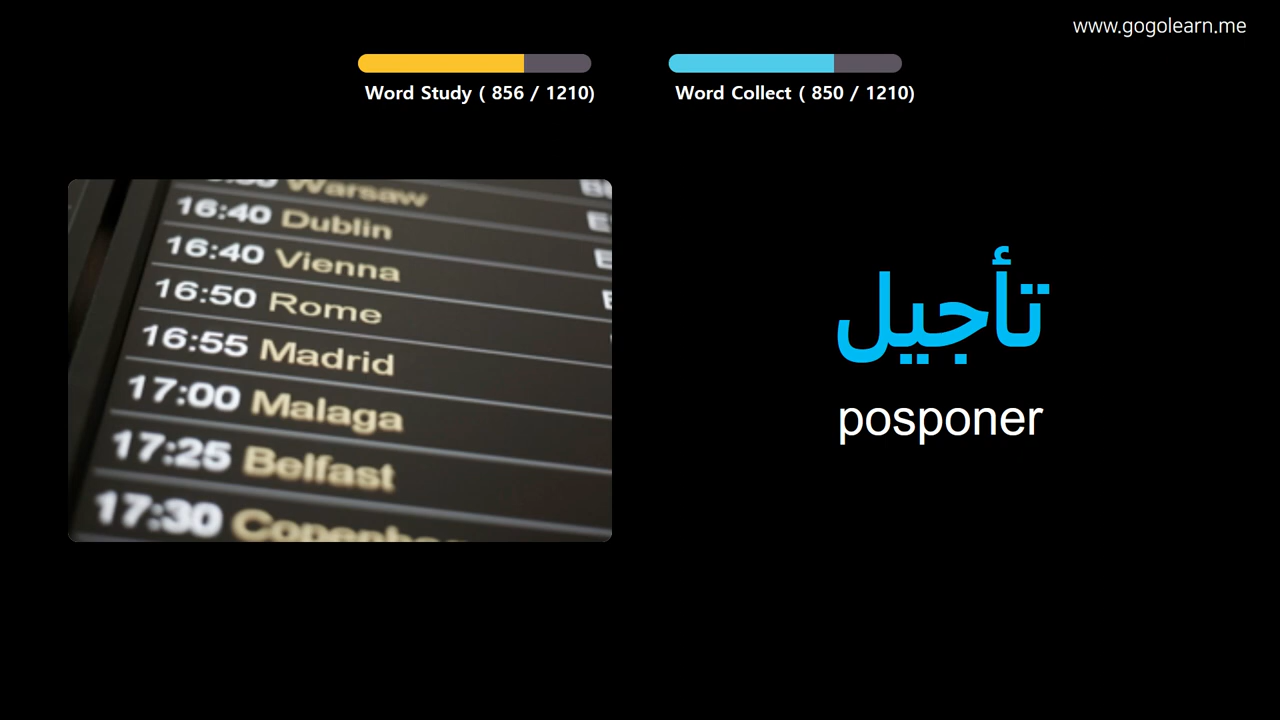 www.gogolearn.me
Word Study ( 856 / 1210)
Word Collect ( 850 / 1210)
Warsaw
16:40 Dublin
16:40 Vienna
16:50 Rome
16:55 Madrid
17:00 Malaga
17:25 Belfast
17:30
تأجيل
posponer